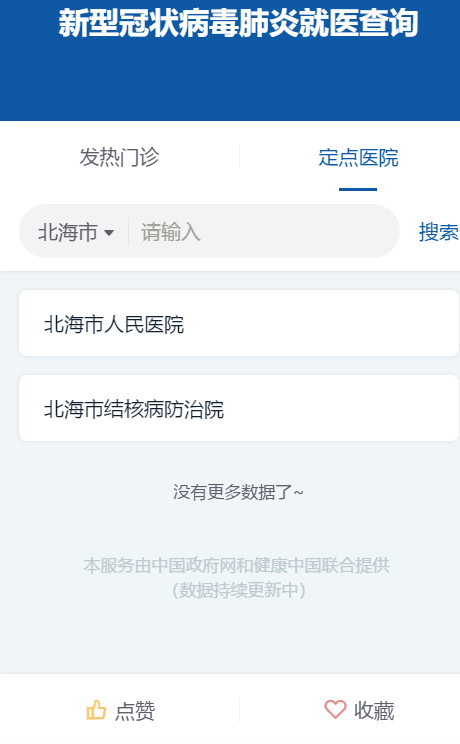 新型冠状病毒肺炎就医查询
发热门诊 定点医院
北海市 请输入 搜索
北海市人民医院
北海市结核病防治院
没有更多数据了~
本服务由中国政府网和健康中国联合提供
（数据持续更新中）
点赞 收藏